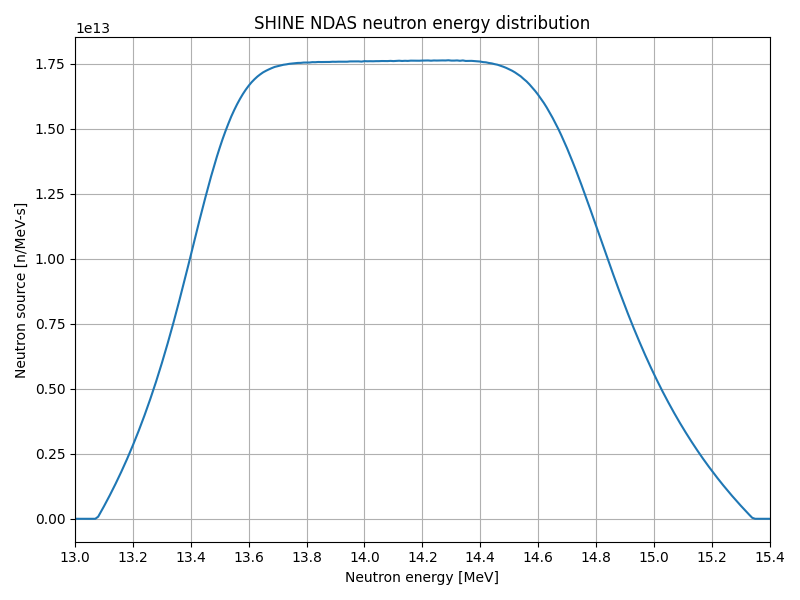 SHINE NDAS neutron energy distribution
1e13
1.75
1.50
1.25
1.00
0.75
0.50
0.25
0.00
Neutron source [n/MeV-s]
13.0 13.2 13.4 13.6 13.8 14.0 14.2 14.4 14.6 14.8 15.0 15.2 15.4
Neutron energy [MeV]